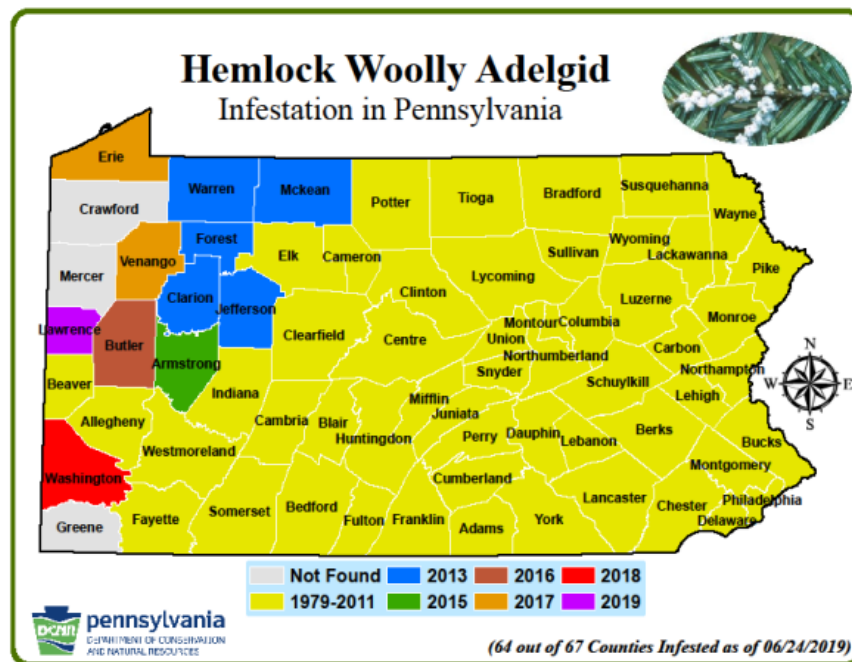 Hemlock Woolly Adelgid
Infestation in Pennsylvania
Erie
Warren
Mckean
Potter
Tioga
Bradford
Susquehanna
Crawford
Wayne
Forest
Wyoming
Lackawanna
Venango
Elk
Cameron
Sullivan
Pike
Mercer
Lycoming
Clarion
Clinton
Luzerne
Jefferson
Monroe
Lawrence
Clearfield
Centre
Montour
Columbia
Union
Butler
Carbon
Armstrong
Northumberland
Northampton
Snyder
Beaver
Indiana
Schuylkill
Lehigh
Mifflin
Allegheny
Cambria
Blair
Juniata
Huntingdon
Perry
Dauphin
Lebanon
Berks
Bucks
Westmoreland
Montgomery
Washington
Cumberland
Philadelphia
Lancaster
Chester
Delaware
Greene
Fayette
Somerset
Bedford
Fulton
Franklin
Adams
York
N
W
E
S
Not Found
2013
2016
2018
1979-2011
2015
2017
2019
DCNR
pennsylvania
DEPARTMENT OF CONSERVATION
AND NATURAL RESOURCES
(64 out of 67 Counties Infested as of 06/24/2019)